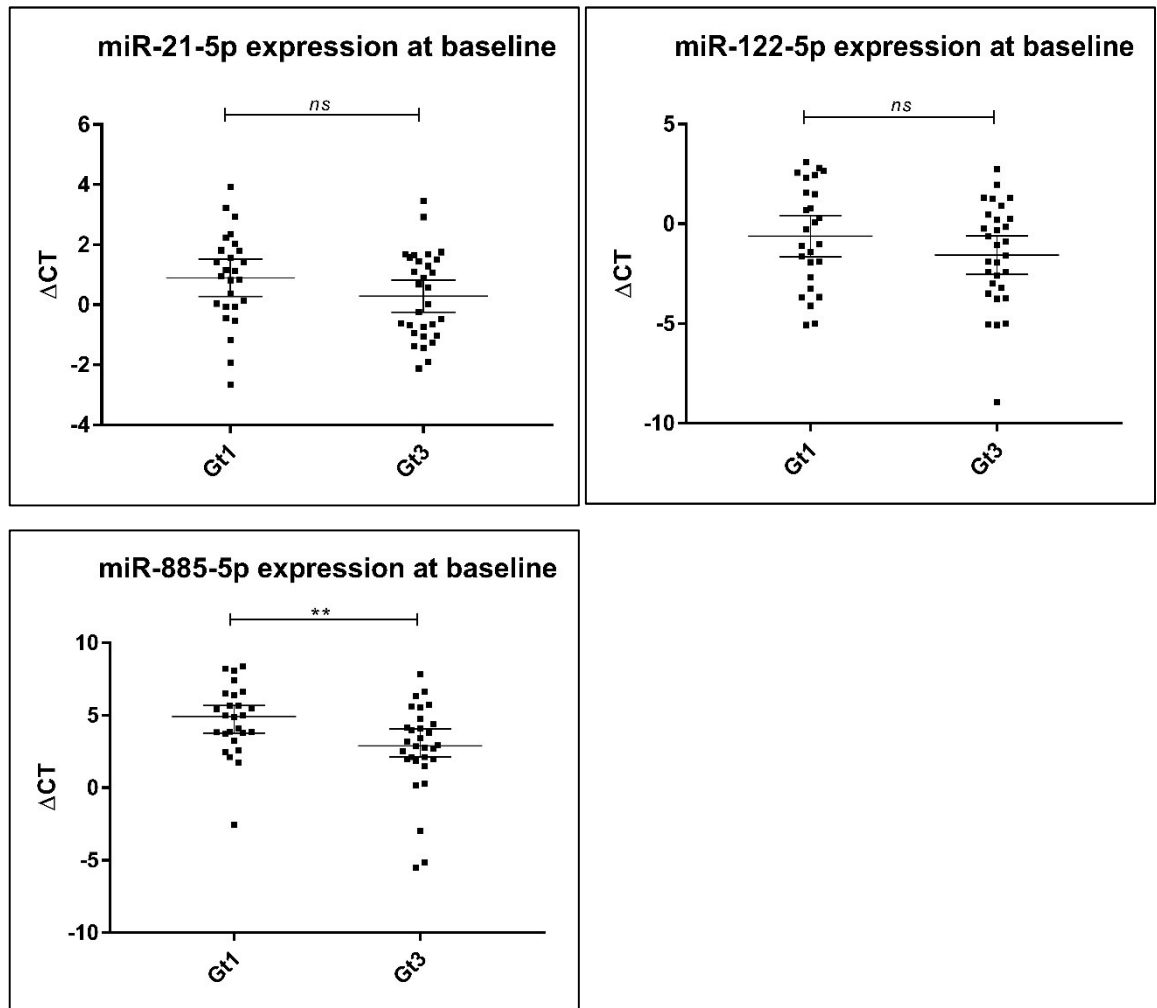 miR-21-5p expression at baseline
ns
6
4
2
0
-2
-4
ΔCT
Gt1
Gt3
miR-122-5p expression at baseline
ns
5
0
-5
-10
ΔCT
Gt1
Gt3
miR-885-5p expression at baseline
**
10
5
0
-5
-10
ΔCT
Gt1
Gt3